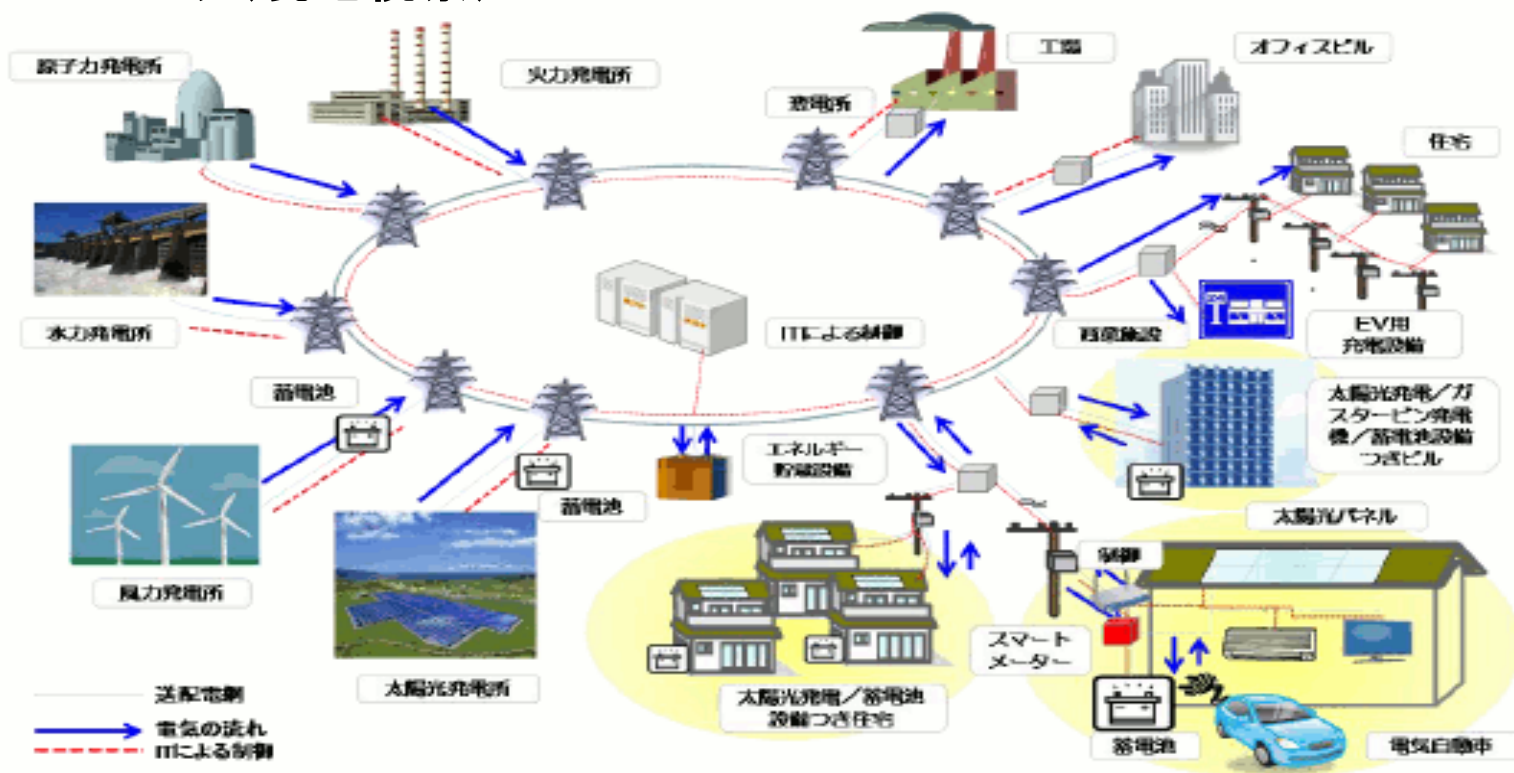 原子力発電所
火力発電所
変電所
工場
オフィスビル
住宅
水力発電所
ITによる制御
商業施設
EV用
充電設備
蓄電池
太陽光発電/ガ
スタービン発電
機/蓄電池設備
つきビル
エネルギー
貯蔵設備
蓄電池
太陽光パネル
制御
風力発電所
太陽光発電所
スマート
メーター
太陽光発電/蓄電池
設備つき住宅
蓄電池
電気自動車
送配電網
電気の流れ
ITによる制御